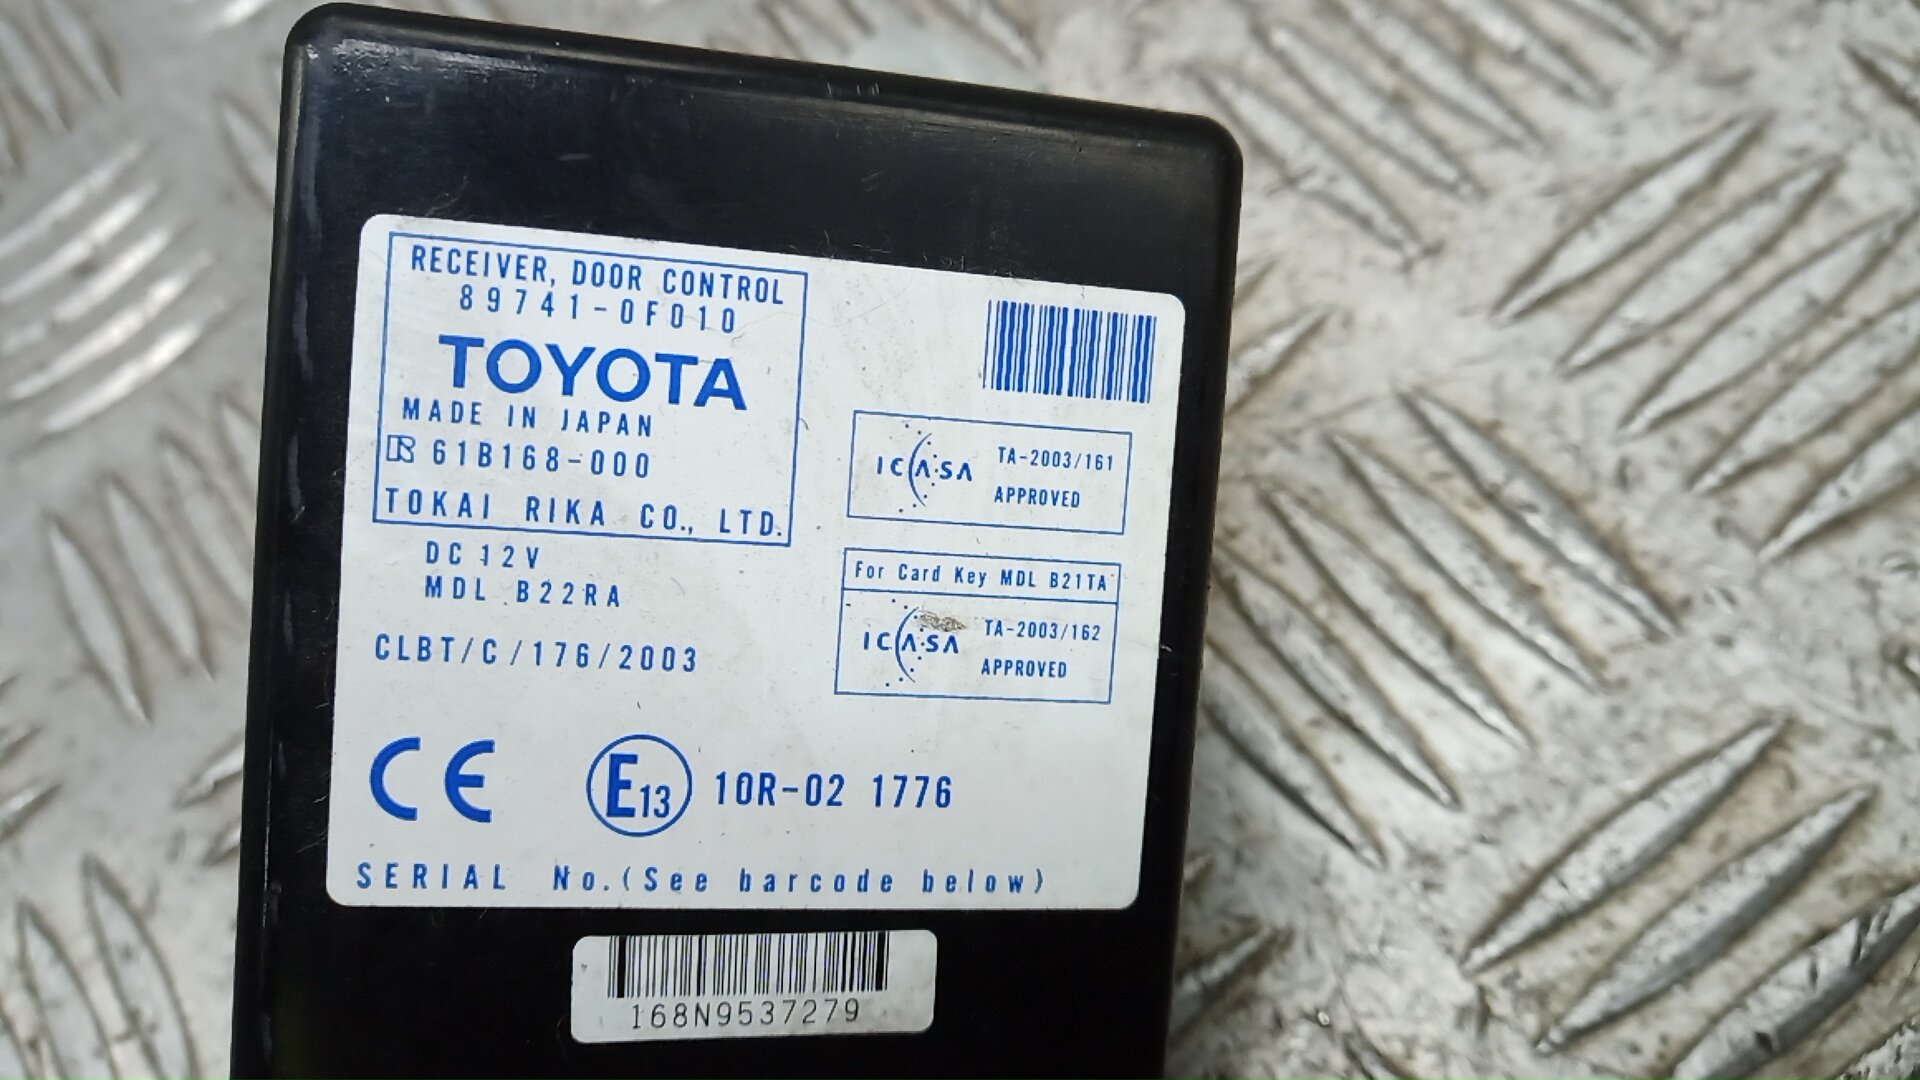 RECEIVER, DOOR CONTROL
89741-0F010
TOYOTA
MADE IN JAPAN
61B168-000
TOKAI RIKA CO., LTD.
DC 12V
MDL B22RA
CLBT/C/176/2003
ICASA
TA-2003/161
APPROVED
For Card Key MDL B21TA
ICASA
TA-2003/162
APPROVED
CE
E13 10R-02 1776
SERIAL No.(See barcode below)
168N9537279